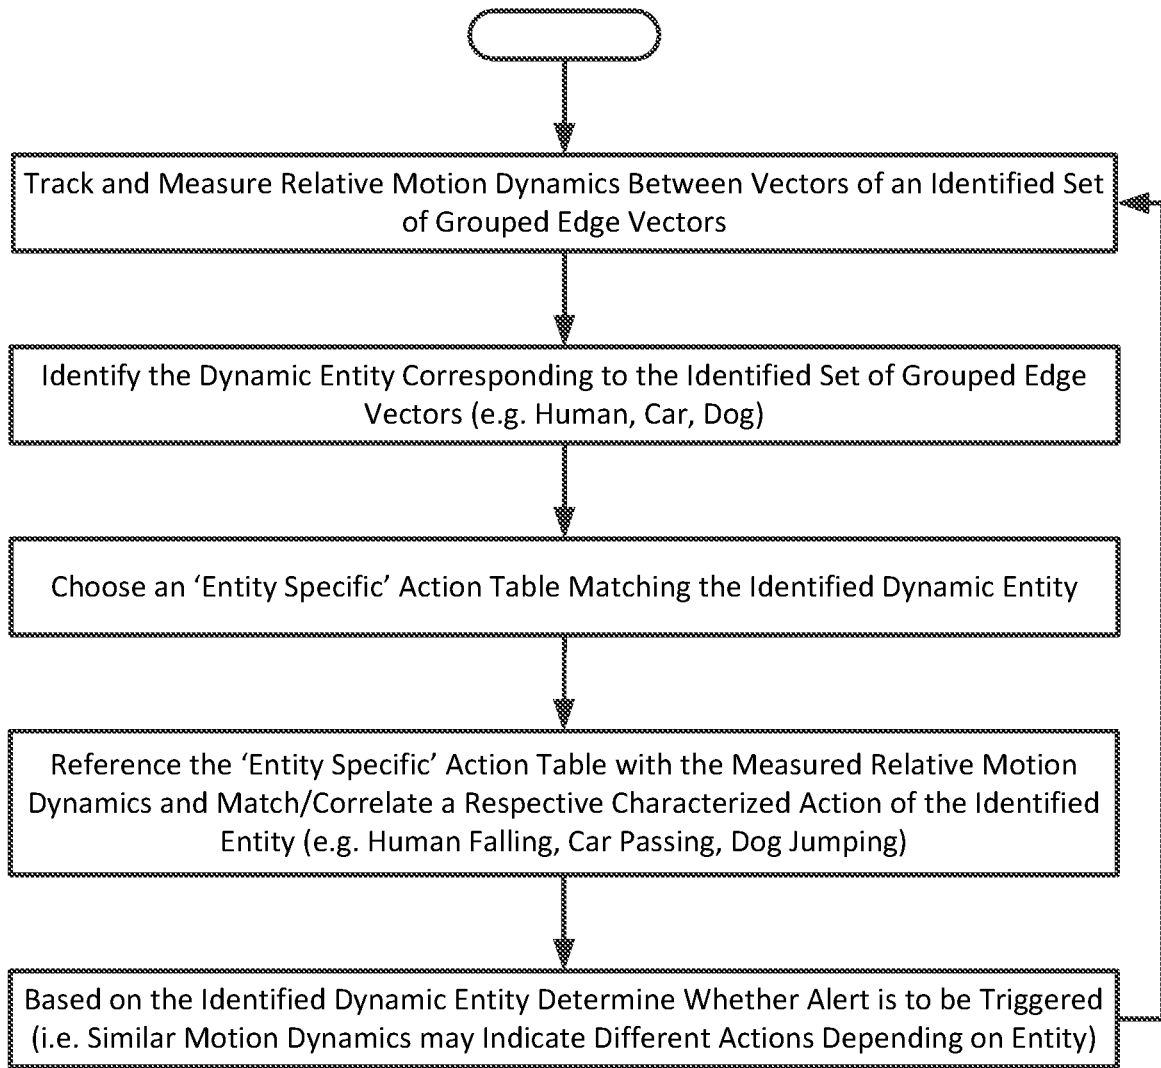 Track and Measure Relative Motion Dynamics Between Vectors of an Identified Set
of Grouped Edge Vectors
Identify the Dynamic Entity Corresponding to the Identified Set of Grouped Edge
Vectors (e.g. Human, Car, Dog)
Choose an ‘Entity Specific’ Action Table Matching the Identified Dynamic Entity
Reference the ‘Entity Specific’ Action Table with the Measured Relative Motion
Dynamics and Match/Correlate a Respective Characterized Action of the Identified
Entity (e.g. Human Falling, Car Passing, Dog Jumping)
Based on the Identified Dynamic Entity Determine Whether Alert is to be Triggered
(i.e. Similar Motion Dynamics may Indicate Different Actions Depending on Entity)